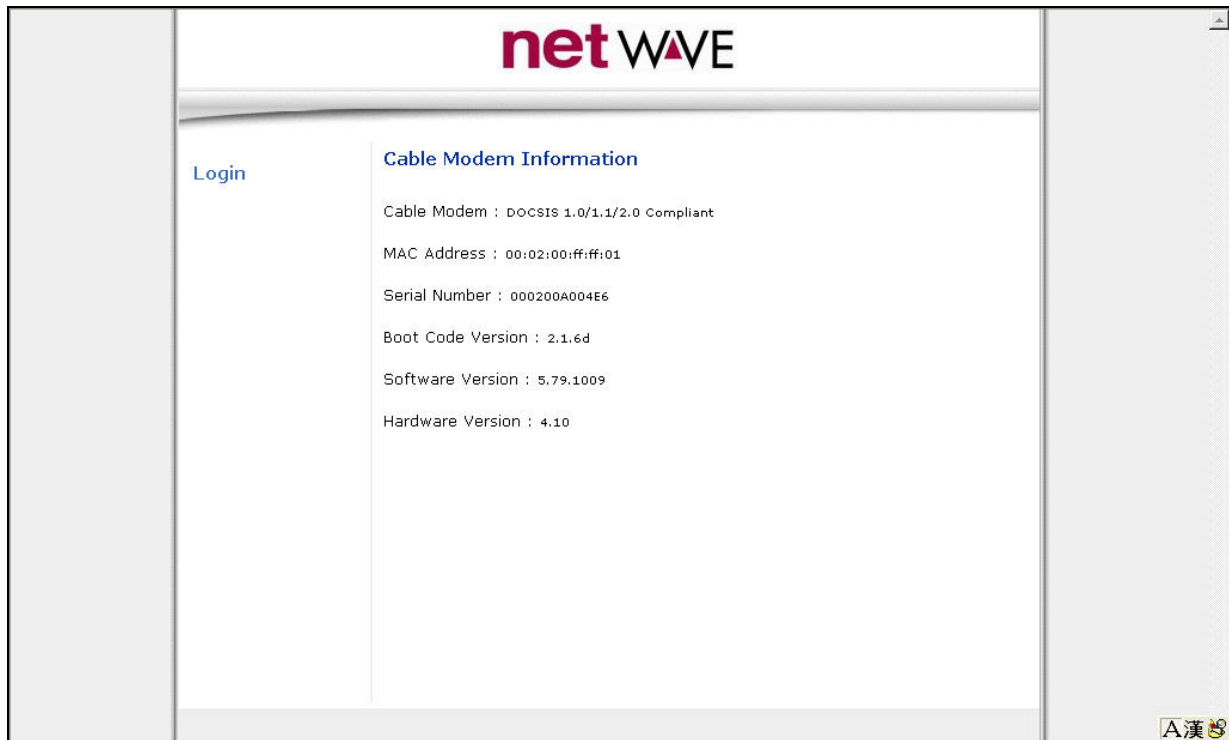 net WAVE
Login
Cable Modem Information
Cable Modem : DOCSIS 1.0/1.1/2.0 Compliant
MAC Address : 00:02:00:ff:ff:01
Serial Number : 000200A004E6
Boot Code Version : 2.1.6d
Software Version : 5.79.1009
Hardware Version : 4.10
A漢